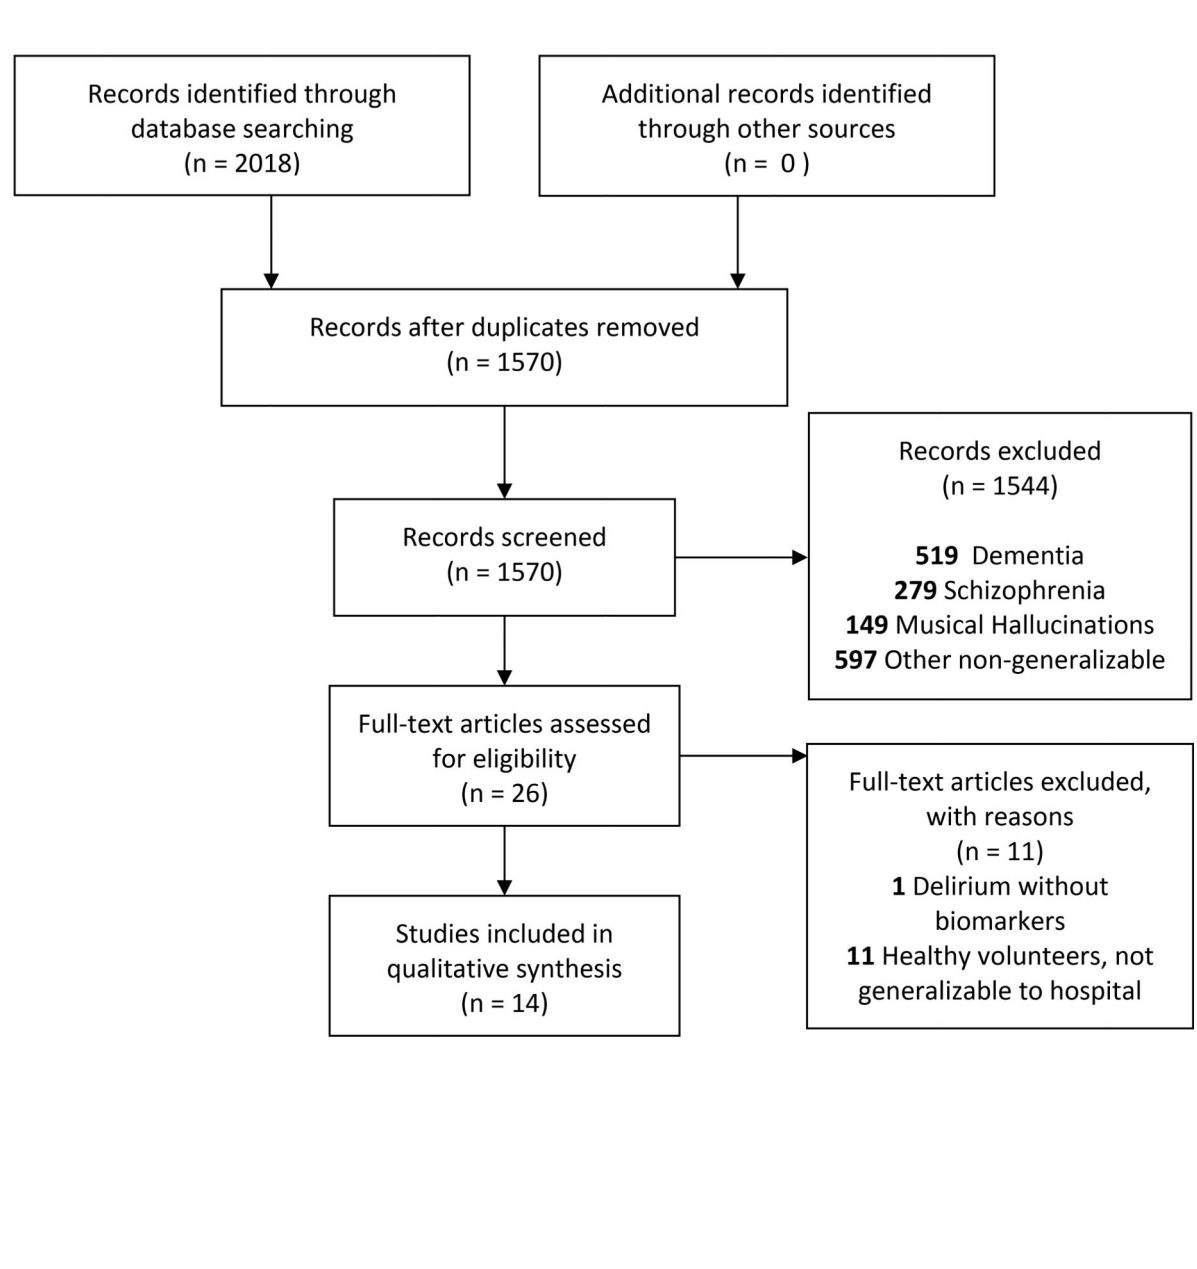 Records identified through
database searching
(n = 2018)
Additional records identified
through other sources
(n =  0 )
Records after duplicates removed
(n = 1570)
Records screened
(n = 1570)
Records excluded
(n = 1544)
519  Dementia
279 Schizophrenia
149 Musical Hallucinations
597 Other non-generalizable
Full-text articles assessed
for eligibility
(n = 26)
Full-text articles excluded,
with reasons
(n = 11)
1 Delirium without
biomarkers
11 Healthy volunteers, not
generalizable to hospital
Studies included in
qualitative synthesis
(n = 14)